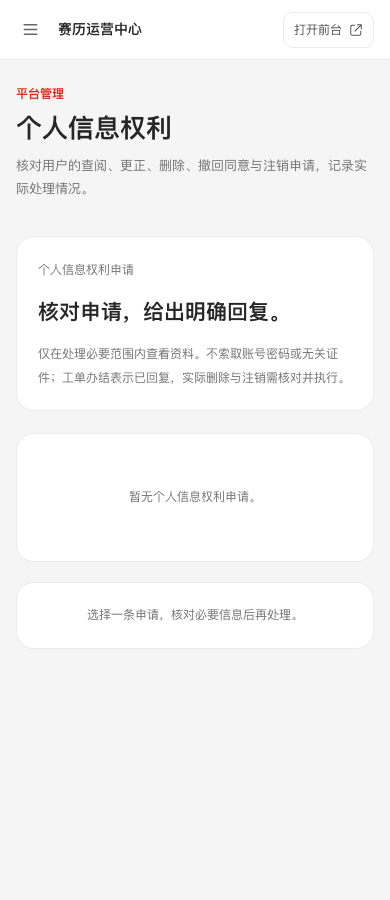 赛历运营中心
打开前台
平台管理
个人信息权利
核对用户的查阅、更正、删除、撤回同意与注销申请，记录实
际处理情况。
个人信息权利申请
核对申请，给出明确回复。
仅在处理必要范围内查看资料。不索取账号密码或无关证
件；工单办结表示已回复，实际删除与注销需核对并执行。
暂无个人信息权利申请。
选择一条申请，核对必要信息后再处理。